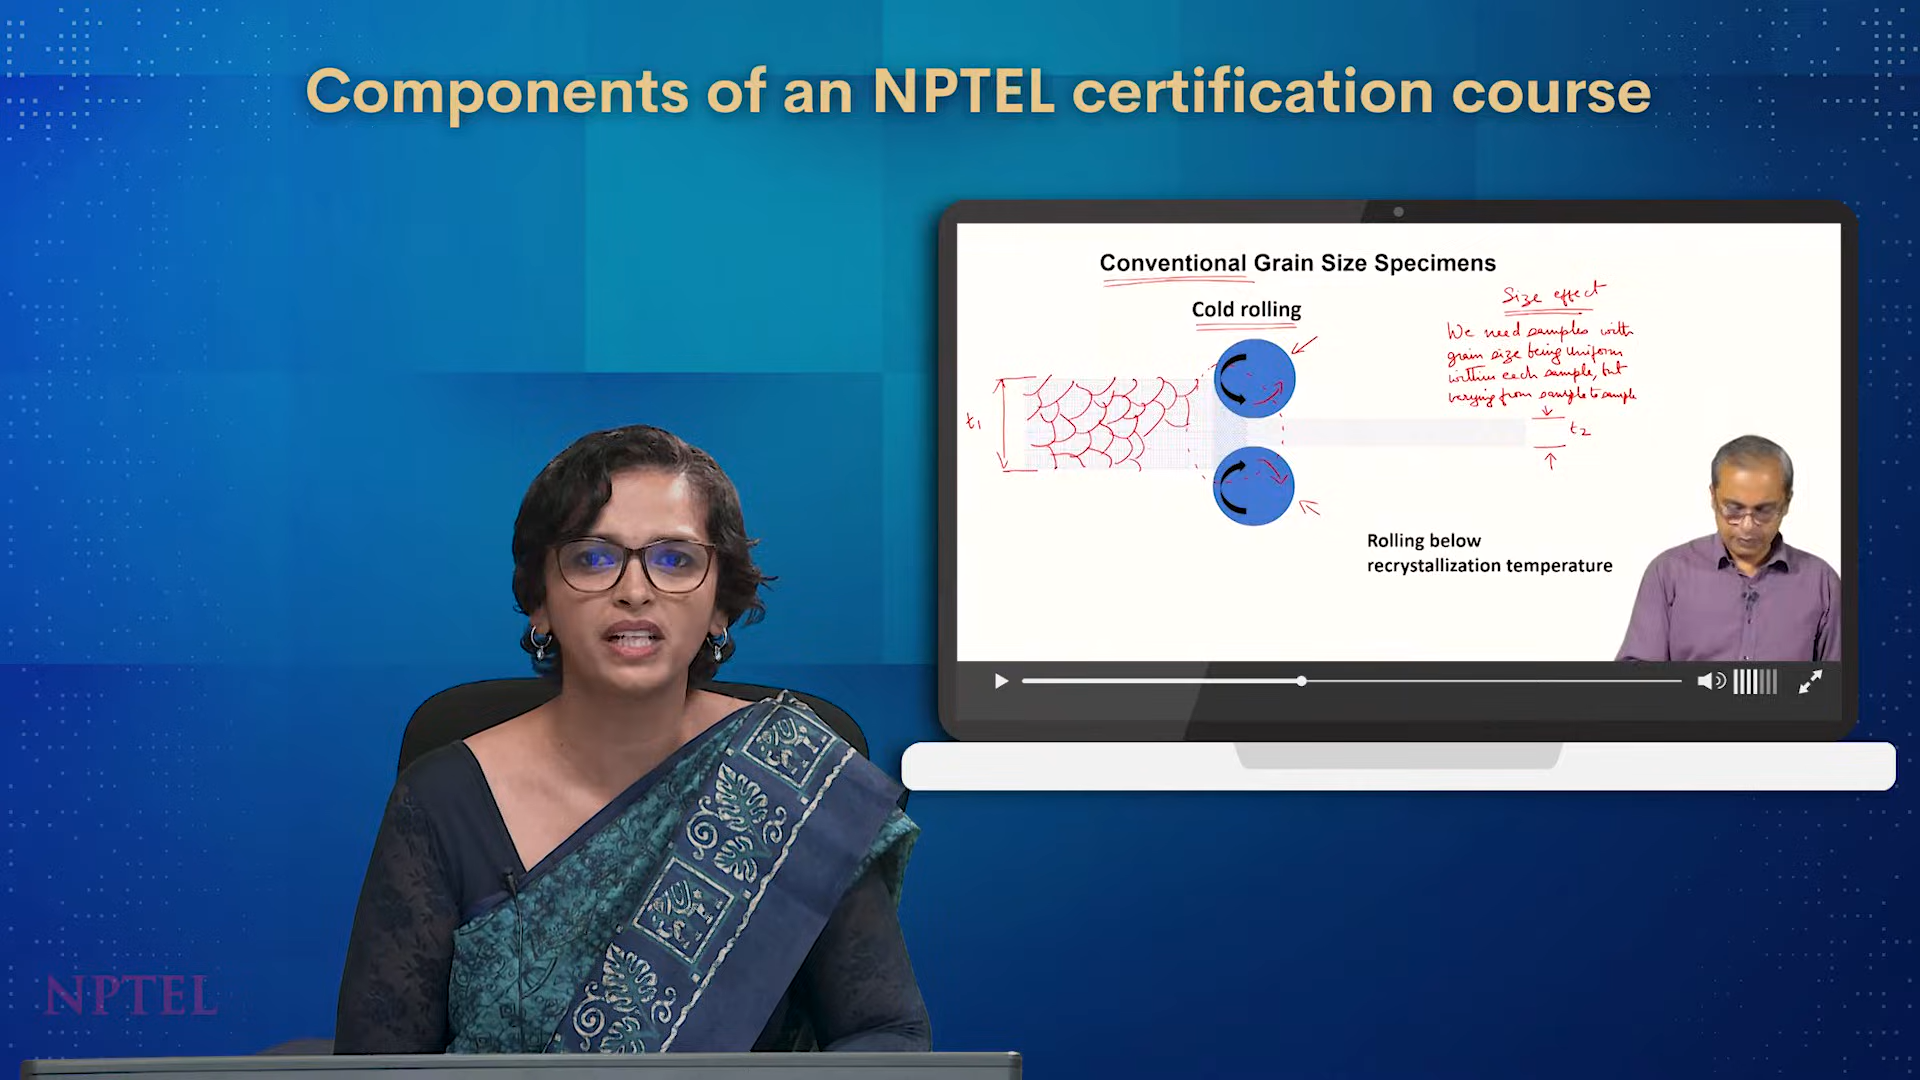 Components of an NPTEL certification course
Conventional Grain Size Specimens
Cold rolling
Size effect
We need samples with
grain size being uniform
within each sample, but
varying from sample to sample
t1
t2
Rolling below
recrystallization temperature
NPTEL